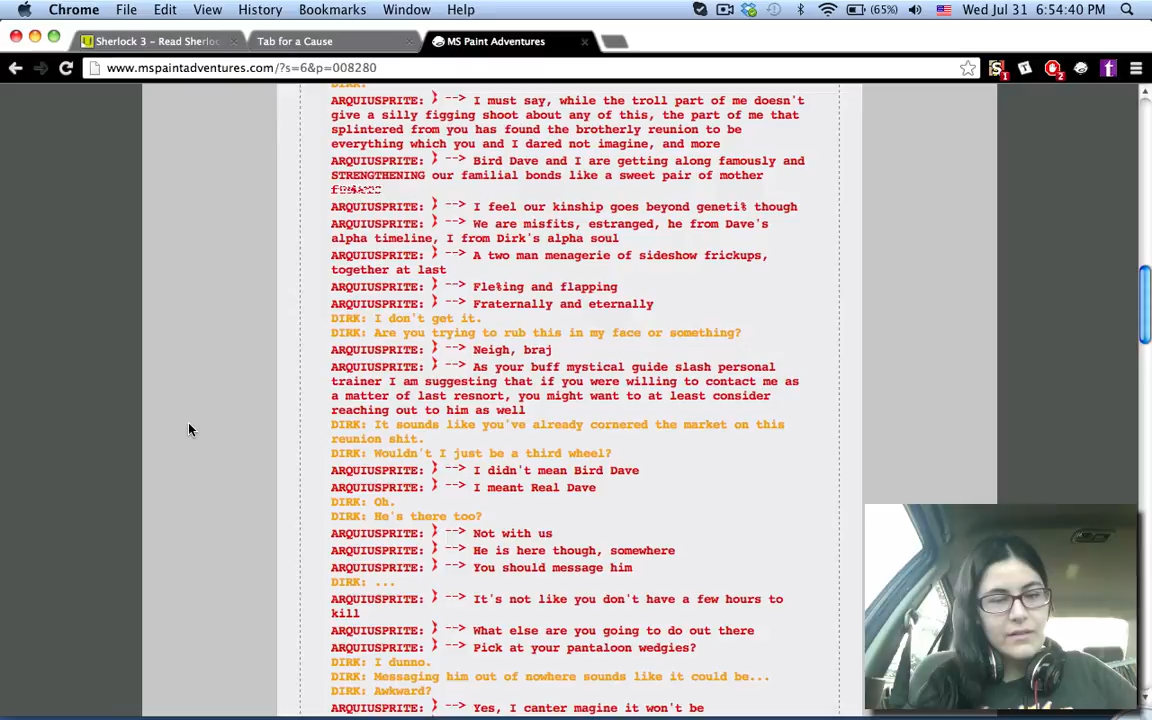 Chrome File Edit View History Bookmarks Window Help (65%) Wed Jul 31 6:54:40 PM
Sherlock 3 - Read Sherlo Tab for a Cause MS Paint Adventures
www.mspaintadventures.com/?s=6&p=008280
ARQUIUSPRITE: --> I must say, while the troll part of me doesn't
give a silly figging shoot about any of this, the part of me that
splintered from you has found the brotherly reunion to be
everything which you and I dared not imagine, and more
ARQUIUSPRITE: --> Bird Dave and I are getting along famously and
STRENGTHENING our familial bonds like a sweet pair of mother
ARQUIUSPRITE: --> I feel our kinship goes beyond geneti% though
ARQUIUSPRITE: --> We are misfits, estranged, he from Dave's
alpha timeline, I from Dirk's alpha soul
ARQUIUSPRITE: --> A two man menagerie of sideshow frickups,
together at last
ARQUIUSPRITE: --> Fle%ing and flapping
ARQUIUSPRITE: --> Fraternally and eternally
DIRK: I don't get it.
DIRK: Are you trying to rub this in my face or something?
ARQUIUSPRITE: --> Neigh, braj
ARQUIUSPRITE: --> As your buff mystical guide slash personal
trainer I am suggesting that if you were willing to contact me as
a matter of last resnort, you might want to at least consider
reaching out to him as well
DIRK: It sounds like you've already cornered the market on this
reunion shit.
DIRK: Wouldn't I just be a third wheel?
ARQUIUSPRITE: --> I didn't mean Bird Dave
ARQUIUSPRITE: --> I meant Real Dave
DIRK: Oh.
DIRK: He's there too?
ARQUIUSPRITE: --> Not with us
ARQUIUSPRITE: --> He is here though, somewhere
ARQUIUSPRITE: --> You should message him
DIRK: ...
ARQUIUSPRITE: --> It's not like you don't have a few hours to
kill
ARQUIUSPRITE: --> What else are you going to do out there
ARQUIUSPRITE: --> Pick at your pantaloon wedgies?
DIRK: I dunno.
DIRK: Messaging him out of nowhere sounds like it could be...
DIRK: Awkward?
ARQUIUSPRITE: --> Yes, I canter magine it won't be